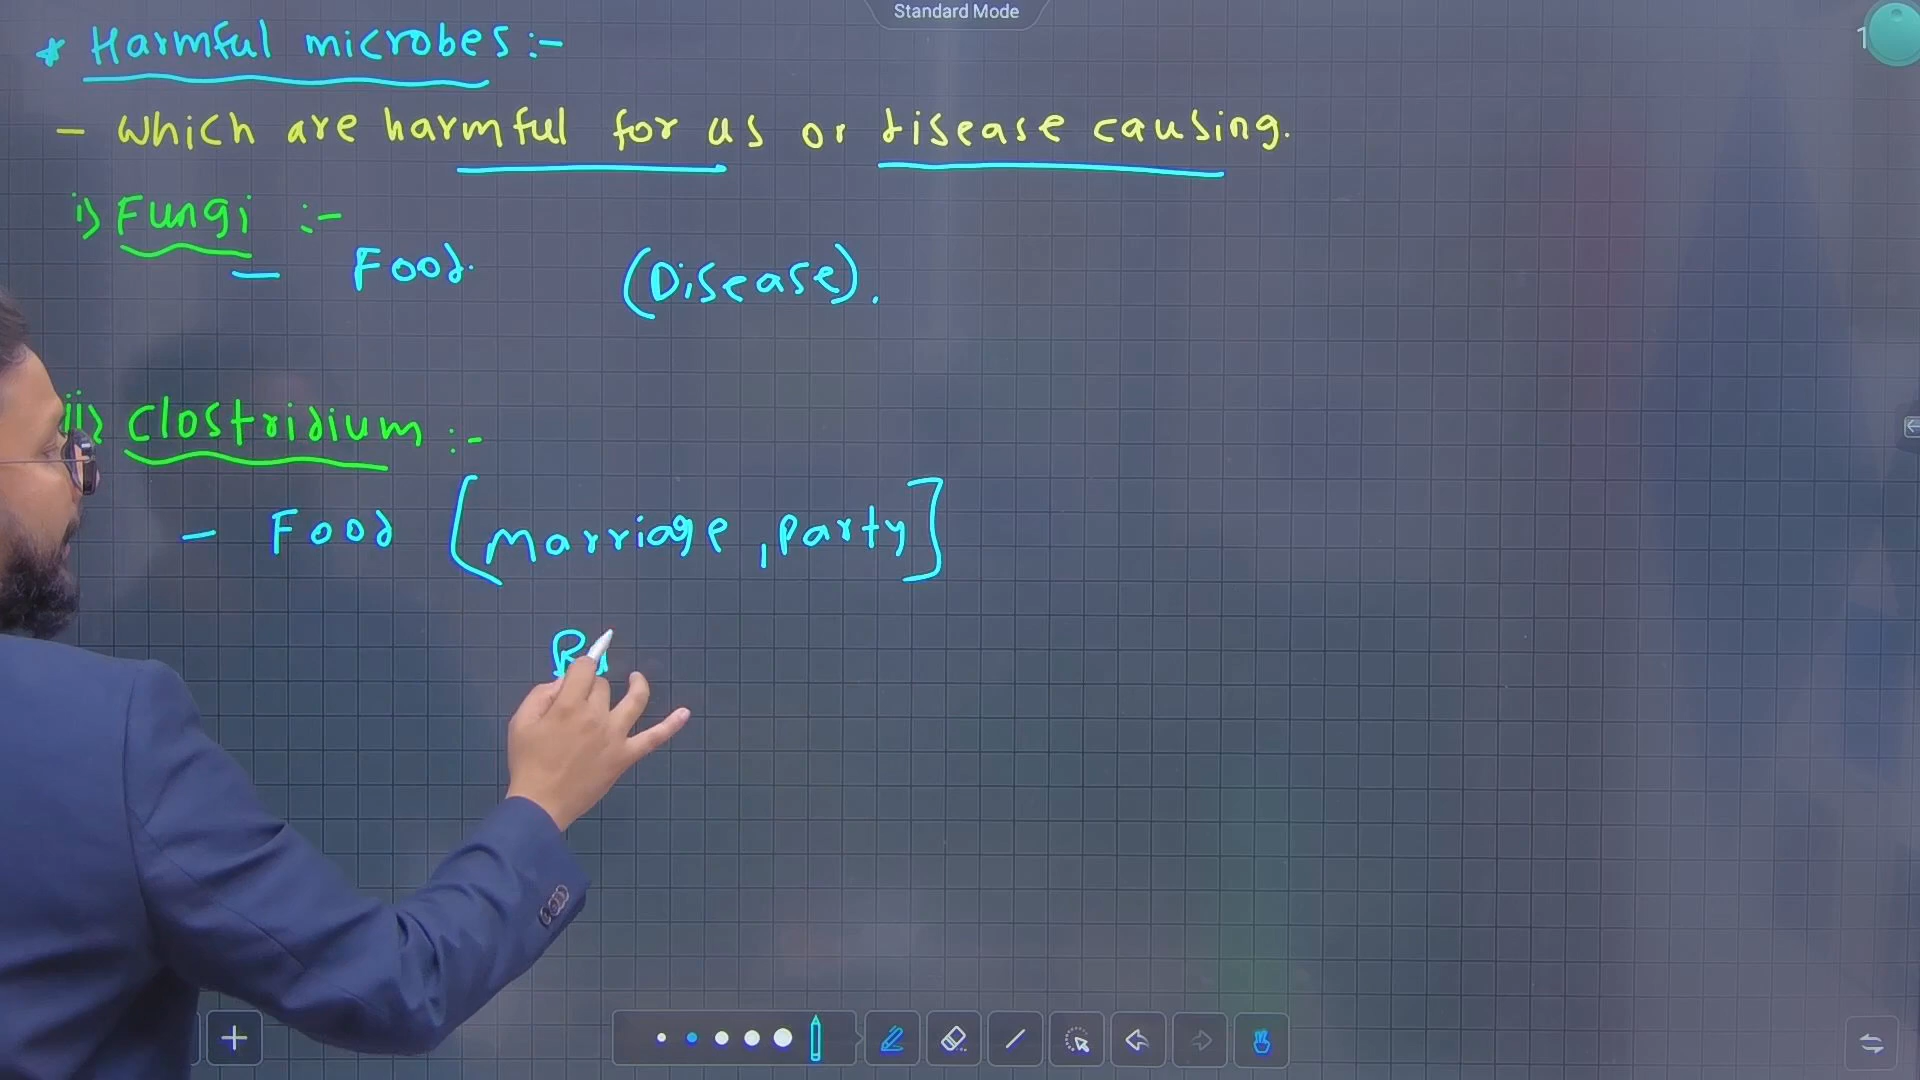 Standard Mode
* Harmful microbes :-
- Which are harmful for us or disease causing.
i) Fungi :-
- Food. (Disease).
ii) Clostridium :-
- Food [Marriage, Party]